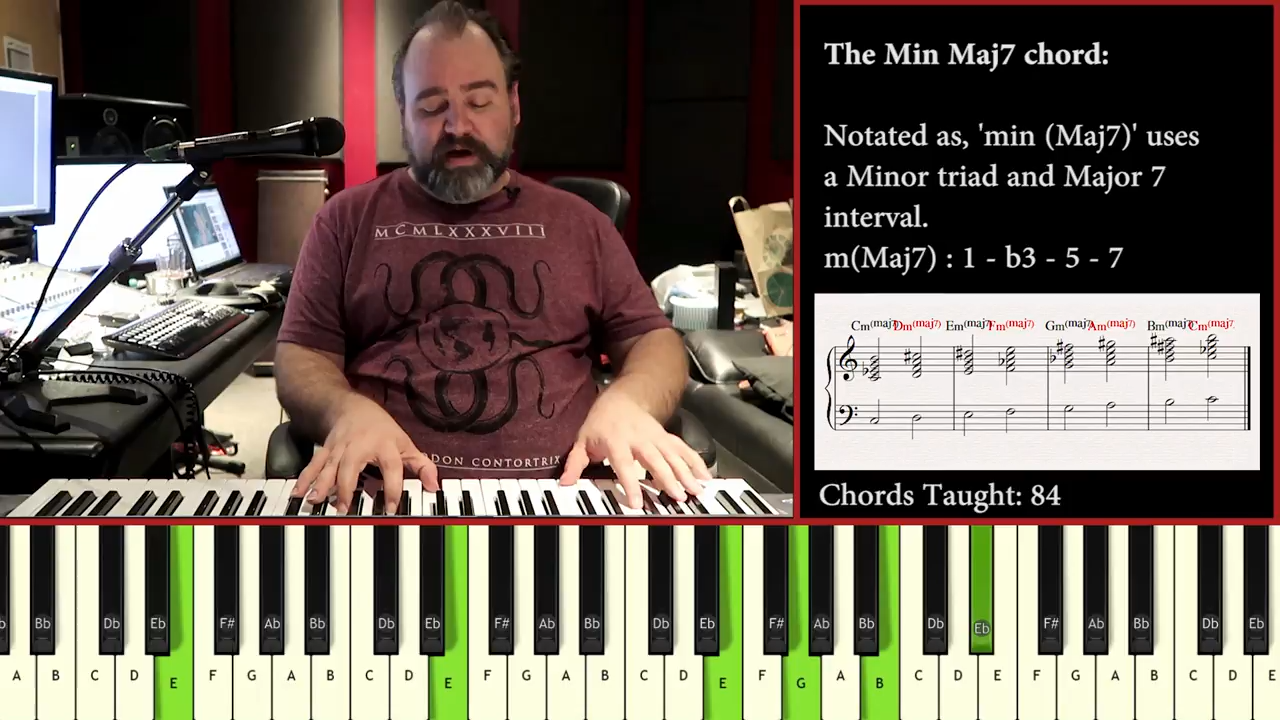 The Min Maj7 chord:
Notated as, 'min (Maj7)' uses
a Minor triad and Major 7
interval.
m(Maj7) : 1 - b3 - 5 - 7
Cm(maj7) Dm(maj7) Em(maj7) Fm(maj7) Gm(maj7) Am(maj7) Bm(maj7) Cm(maj7)
Chords Taught: 84
MCMLXXXVIII
DON CONTORTRIX
b Bb Db Eb F# Ab Bb Db Eb F# Ab Bb Db Eb F# Ab Bb Db Eb F# Ab Bb Db Eb
A B C D E F G A B C D E F G A B C D E F G A B C D E F G A B C D E